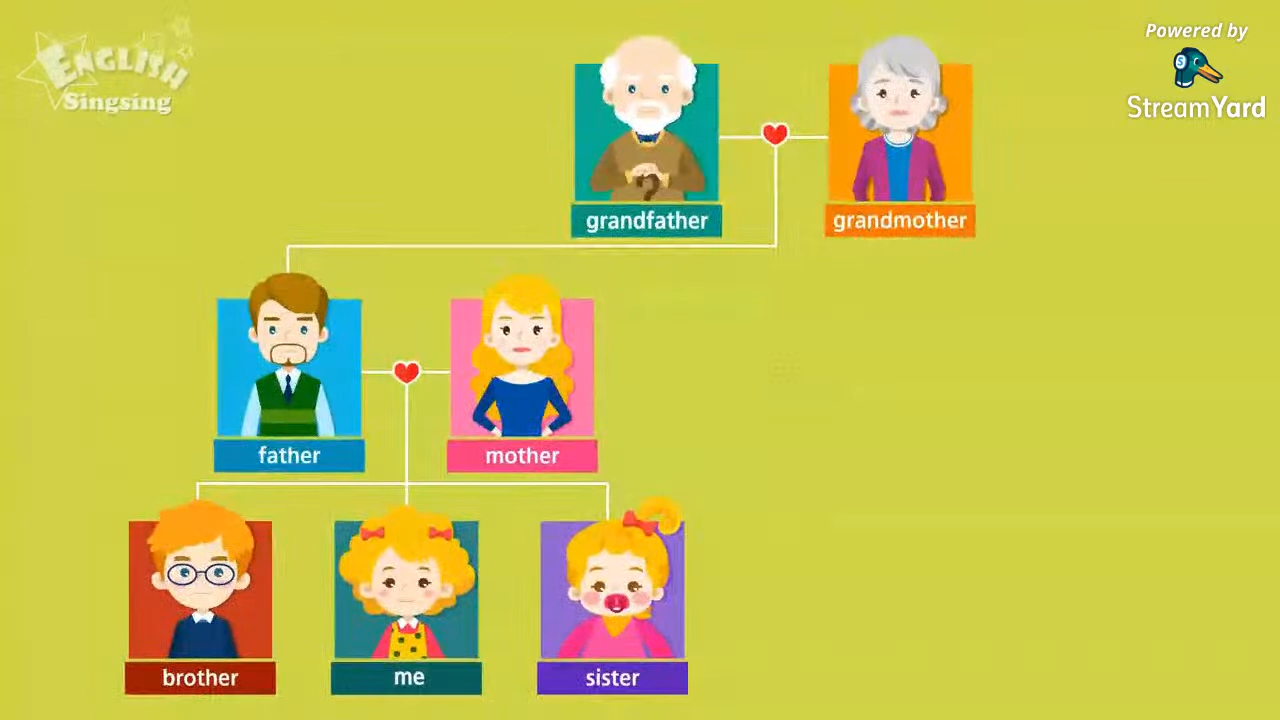 ENGLISH
Singsing
Powered by
StreamYard
grandfather
grandmother
father
mother
brother
me
sister